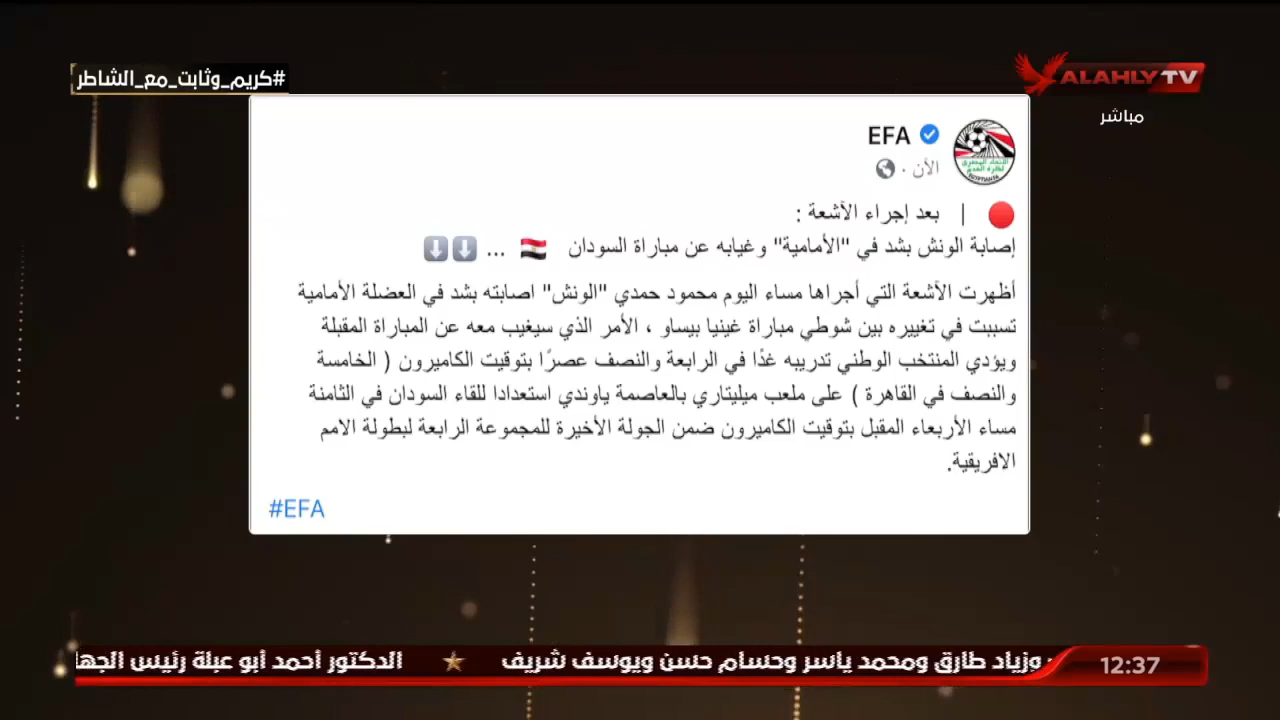 #كريم_وثابت_مع_الشاطر
ALAHLY TV
مباشر
EFA
الأن
الاتحاد المصرى
لكرة القدم
بعد إجراء الأشعة :
إصابة الونش بشد في "الأمامية" وغيابه عن مباراة السودان ...
أظهرت الأشعة التي أجراها مساء اليوم محمود حمدي "الونش" اصابته بشد في العضلة الأمامية
تسببت في تغييره بين شوطي مباراة غينيا بيساو ، الأمر الذي سيغيب معه عن المباراة المقبلة
ويؤدي المنتخب الوطني تدريبه غدًا في الرابعة والنصف عصرًا بتوقيت الكاميرون ( الخامسة
والنصف في القاهرة ) على ملعب ميليتاري بالعاصمة ياوندي استعدادا للقاء السودان في الثامنة
مساء الأربعاء المقبل بتوقيت الكاميرون ضمن الجولة الأخيرة للمجموعة الرابعة لبطولة الامم
الافريقية.
#EFA
وزياد طارق ومحمد ياسر وحسام حسن ويوسف شريف ★ الدكتور أحمد أبو عبلة رئيس الجها
12:37